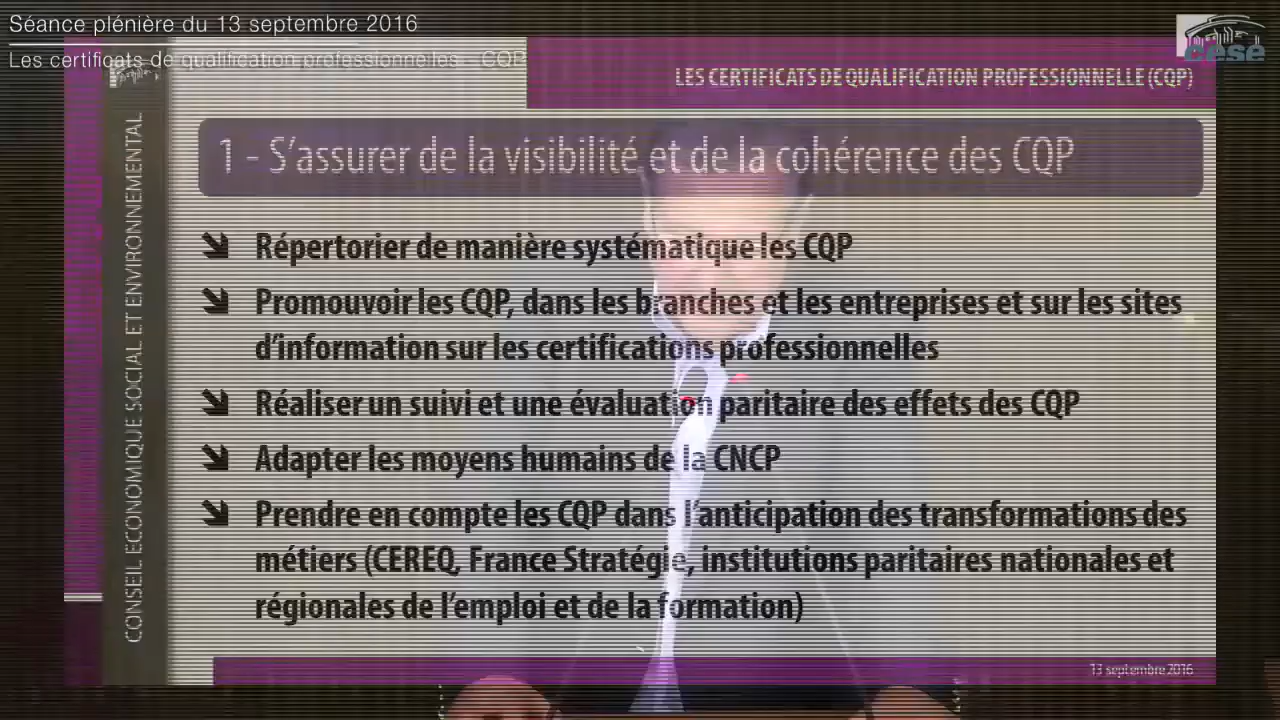 Séance plénière du 13 septembre 2016
Les certificats de qualification professionnelles - CQP
cese
LES CERTIFICATS DE QUALIFICATION PROFESSIONNELLE (CQP)
CONSEIL ECONOMIQUE SOCIAL ET ENVIRONNEMENTAL
1 - S'assurer de la visibilité et de la cohérence des CQP
Répertorier de manière systématique les CQP
Promouvoir les CQP, dans les branches et les entreprises et sur les sites
d'information sur les certifications professionnelles
Réaliser un suivi et une évaluation paritaire des effets des CQP
Adapter les moyens humains de la CNCP
Prendre en compte les CQP dans l'anticipation des transformations des
métiers (CEREQ, France Stratégie, institutions paritaires nationales et
régionales de l'emploi et de la formation)
13 septembre 2016